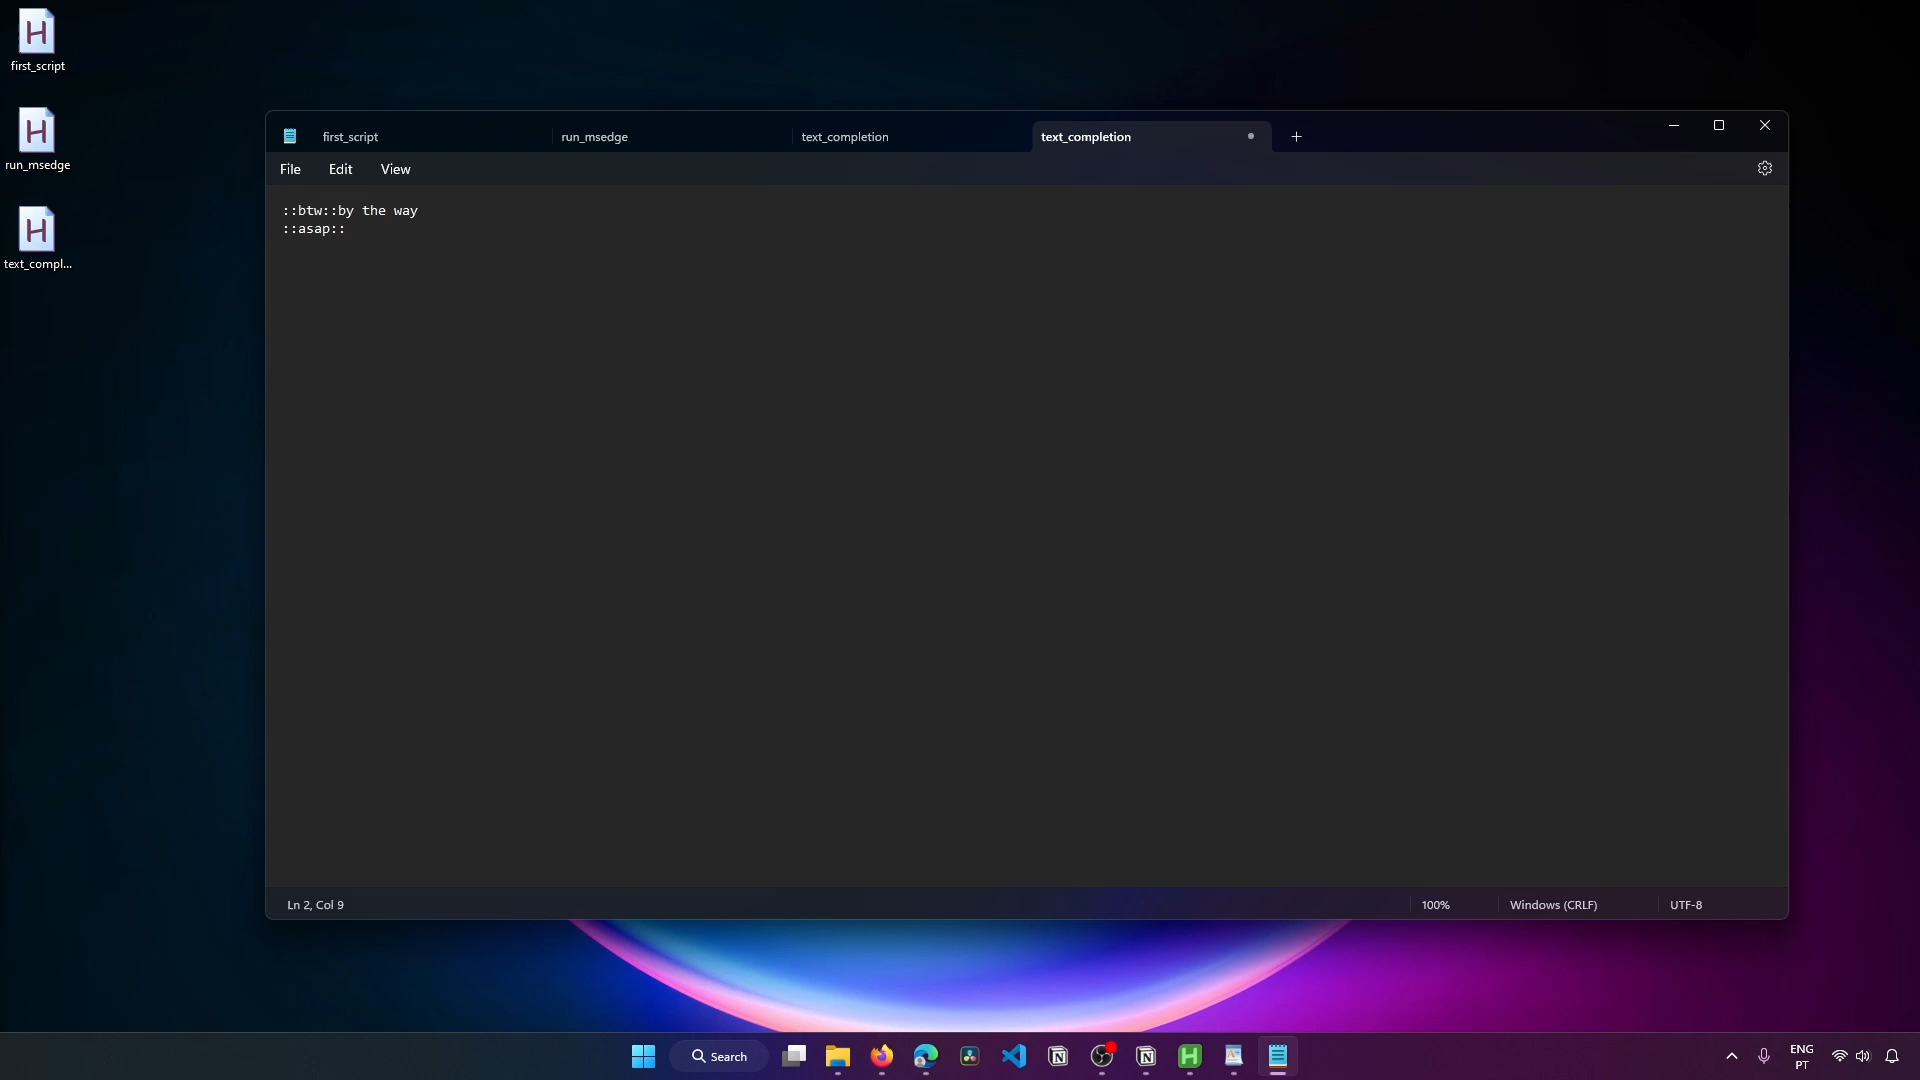 first_script
run_msedge
text_compl...
first_script
run_msedge
text_completion
text_completion
File
Edit
View
::btw::by the way
::asap::
Ln 2, Col 9
100%
Windows (CRLF)
UTF-8
Search
ENG
PT